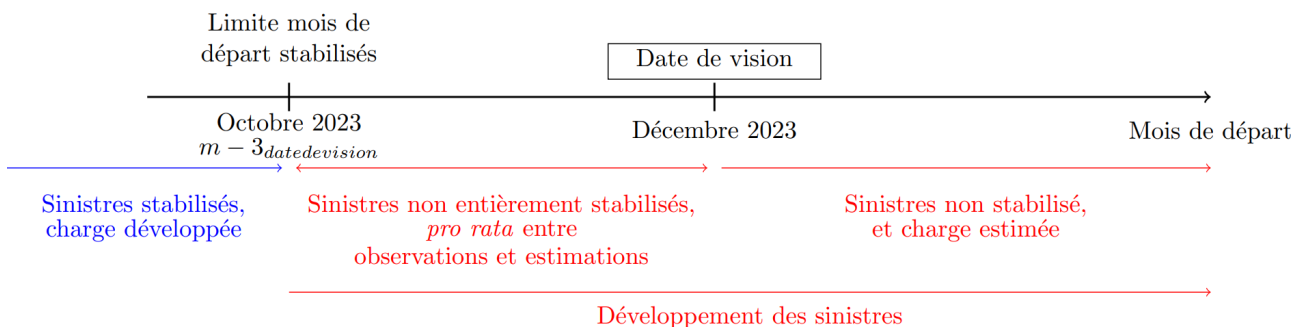 Limite mois de
départ stabilisés
Date de vision
Octobre 2023
m − 3datedevision
Décembre 2023
Mois de départ
Sinistres stabilisés,
charge développée
Sinistres non entièrement stabilisés,
pro rata entre
observations et estimations
Sinistres non stabilisé,
et charge estimée
Développement des sinistres